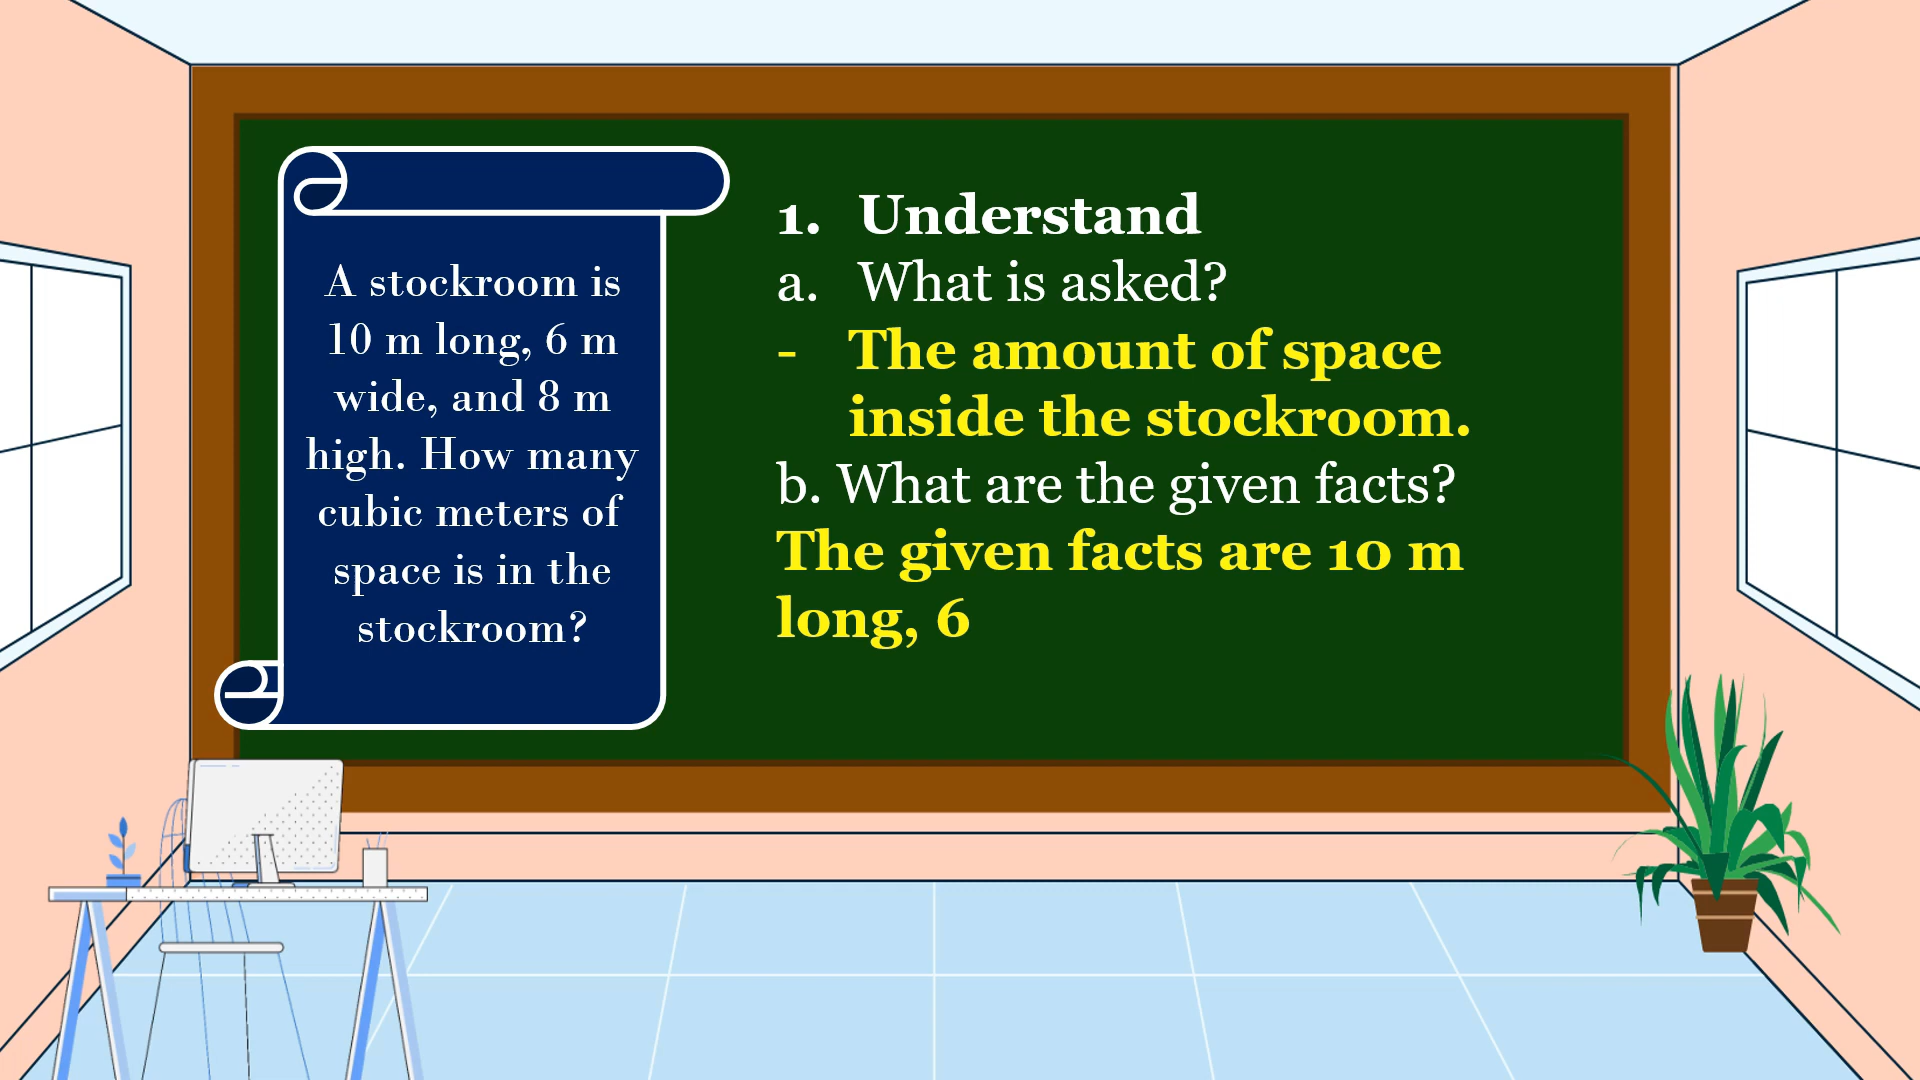 A stockroom is
10 m long, 6 m
wide, and 8 m
high. How many
cubic meters of
space is in the
stockroom?
1. Understand
a. What is asked?
- The amount of space
inside the stockroom.
b. What are the given facts?
The given facts are 10 m
long, 6